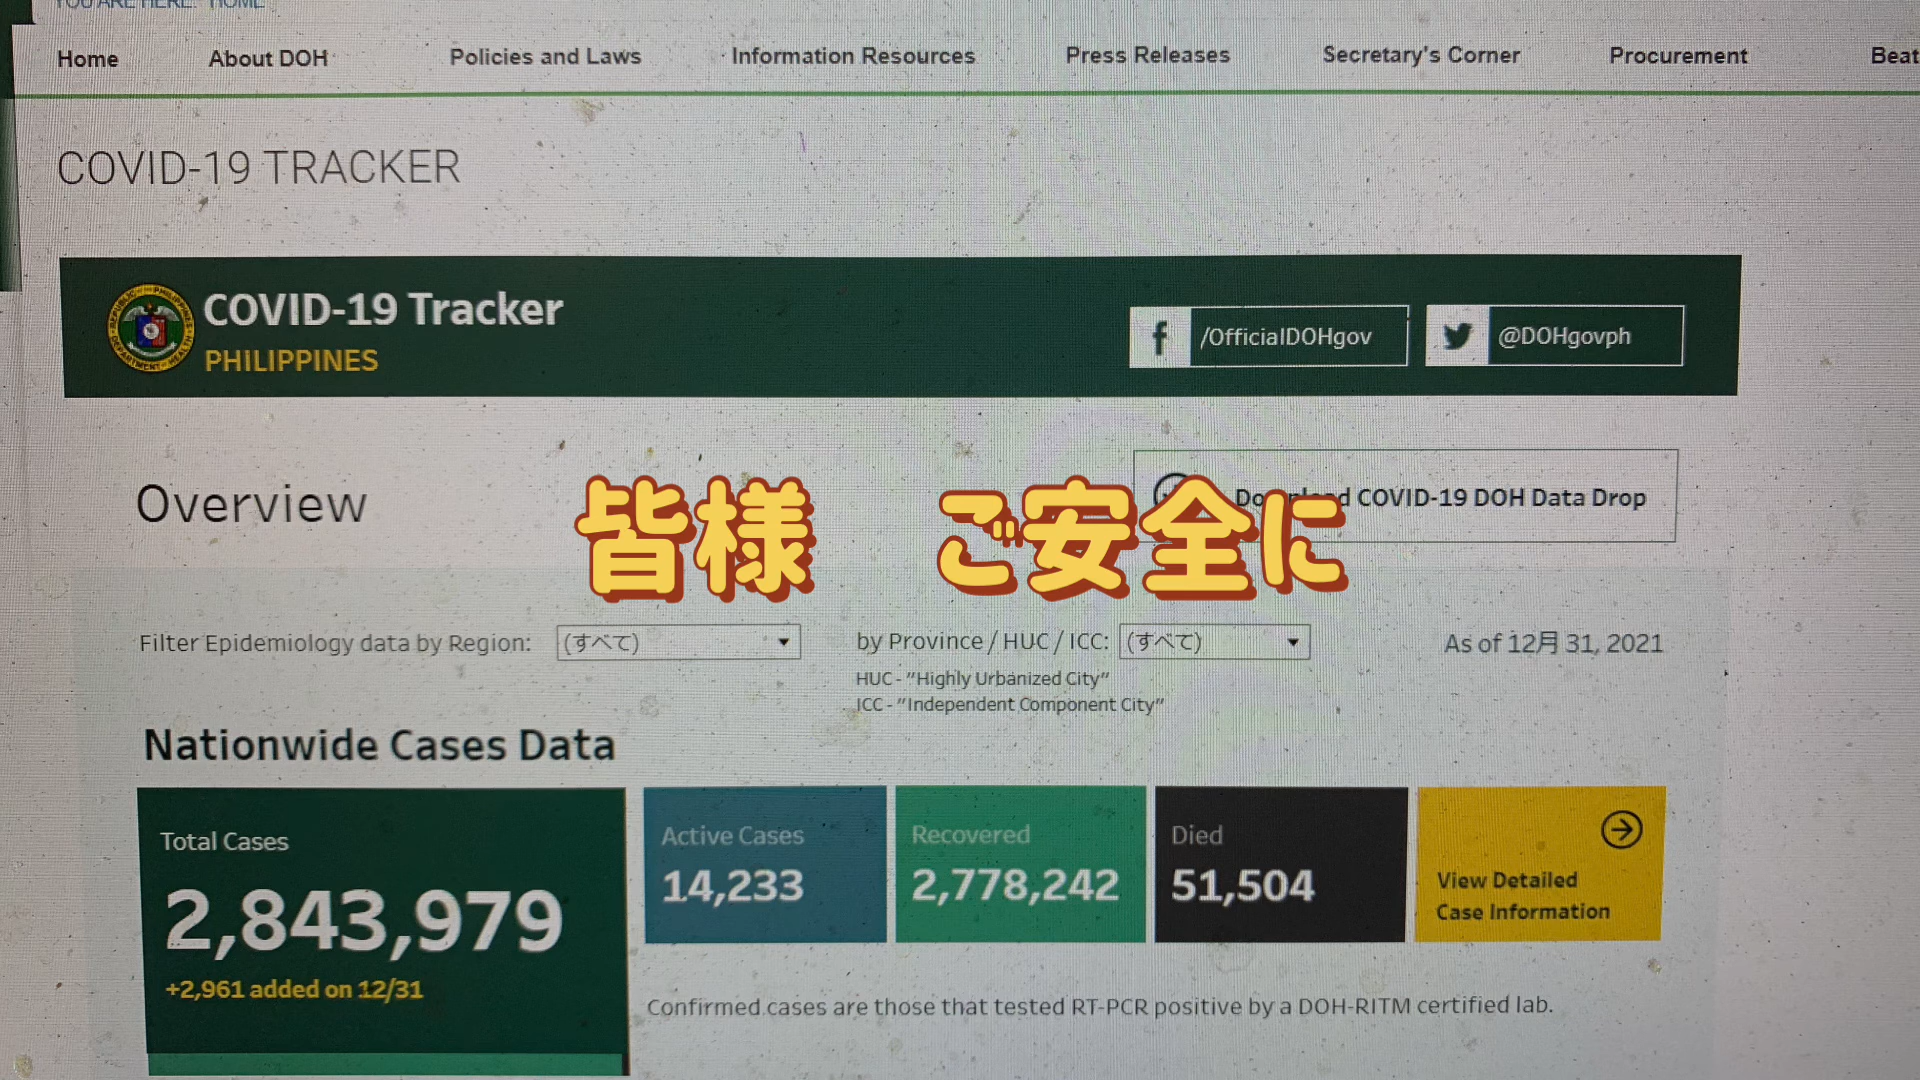 YOU ARE HERE: HOME
Home About DOH Policies and Laws Information Resources Press Releases Secretary's Corner Procurement Beat
COVID-19 TRACKER
COVID-19 Tracker
PHILIPPINES
/OfficialDOHgov
@DOHgovph
Overview
Download COVID-19 DOH Data Drop
皆様 ご安全に
Filter Epidemiology data by Region: (すべて)
by Province / HUC / ICC: (すべて)
As of 12月 31, 2021
HUC - "Highly Urbanized City"
ICC - "Independent Component City"
Nationwide Cases Data
Total Cases
2,843,979
+2,961 added on 12/31
Active Cases
14,233
Recovered
2,778,242
Died
51,504
View Detailed
Case Information
Confirmed cases are those that tested RT-PCR positive by a DOH-RITM certified lab.